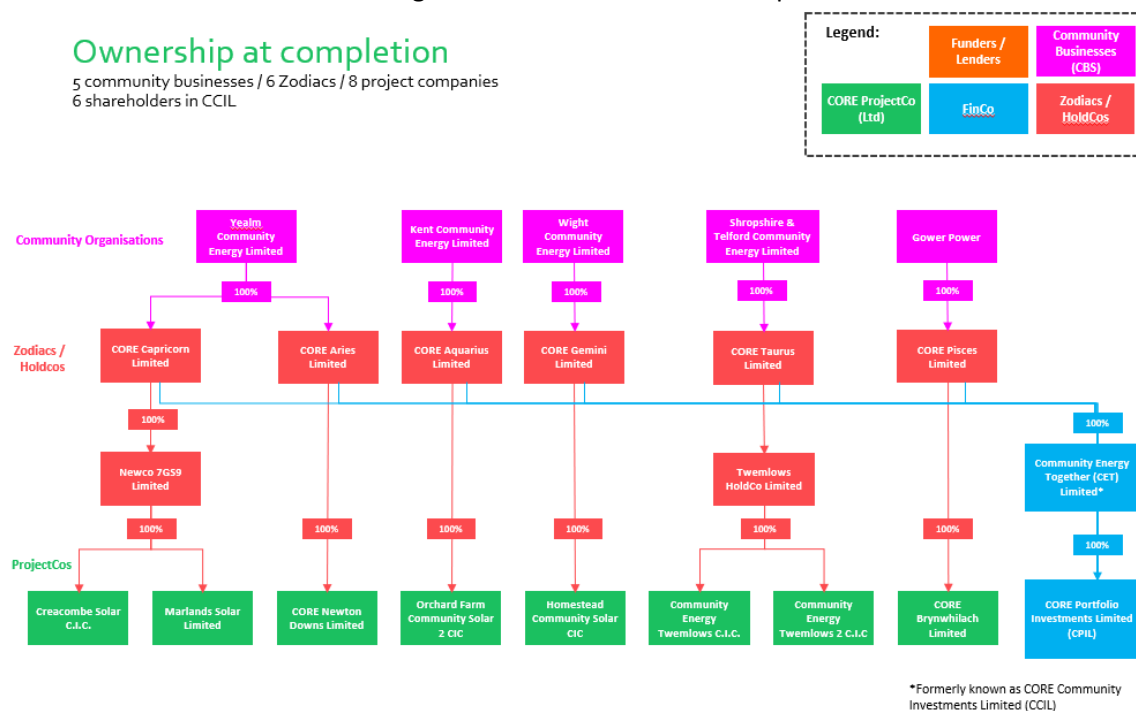 Ownership at completion
5 community businesses / 6 Zodiacs / 8 project companies
6 shareholders in CCIL
Legend:
Funders /
Lenders
Community
Businesses
(CBS)
CORE ProjectCo
(Ltd)
FinCo
Zodiacs /
HoldCos
Community Organisations
Yealm
Community
Energy Limited
Kent Community
Energy Limited
Wight
Community
Energy Limited
Shropshire &
Telford Community
Energy Limited
Gower Power
100%
100%
100%
100%
100%
Zodiacs /
Holdcos
CORE Capricorn
Limited
CORE Aries
Limited
CORE Aquarius
Limited
CORE Gemini
Limited
CORE Taurus
Limited
CORE Pisces
Limited
100%
100%
Newco 7GS9
Limited
Twemlows
HoldCo Limited
Community Energy
Together (CET)
Limited*
100%
100%
100%
100%
100%
100%
100%
ProjectCos
Creacombe Solar
C.I.C.
Marlands Solar
Limited
CORE Newton
Downs Limited
Orchard Farm
Community Solar
2 CIC
Homestead
Community Solar
CIC
Community
Energy
Twemlows C.I.C.
Community
Energy
Twemlows 2 C.I.C
CORE
Brynwhilach
Limited
CORE Portfolio
Investments Limited
(CPIL)
*Formerly known as CORE Community
Investments Limited (CCIL)